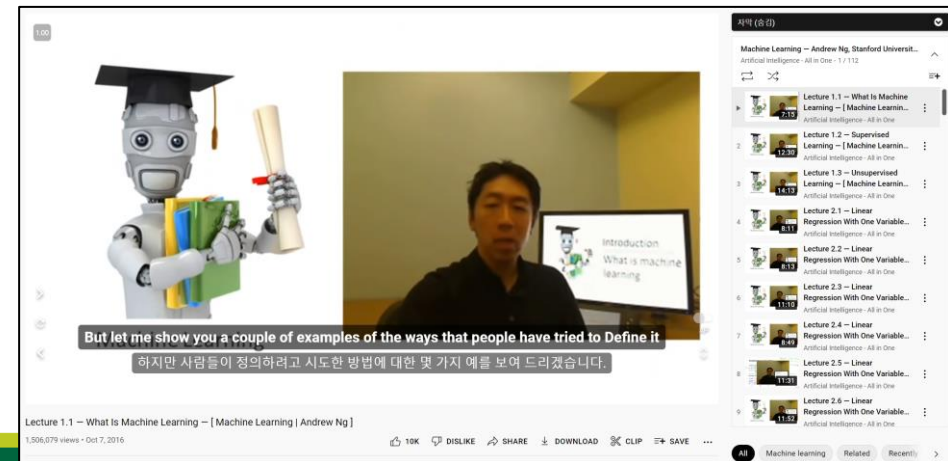 1.00
Introduction
What is machine
learning
But let me show you a couple of examples of the ways that people have tried to Define it
하지만 사람들이 정의하려고 시도한 방법에 대한 몇 가지 예를 보여 드리겠습니다.
Lecture 1.1 — What Is Machine Learning — [ Machine Learning | Andrew Ng ]
1,506,079 views • Oct 7, 2016
10K DISLIKE SHARE DOWNLOAD CLIP SAVE ...
자막 (숨김)
Machine Learning — Andrew Ng, Stanford Universit...
Artificial Intelligence - All in One - 1 / 112
Lecture 1.1 — What Is Machine
Learning — [ Machine Learnin...
Artificial Intelligence - All in One
7:15
2
Lecture 1.2 — Supervised
Learning — [ Machine Learnin...
Artificial Intelligence - All in One
12:30
3
Lecture 1.3 — Unsupervised
Learning — [ Machine Learnin...
Artificial Intelligence - All in One
14:13
4
Lecture 2.1 — Linear
Regression With One Variable...
Artificial Intelligence - All in One
8:11
5
Lecture 2.2 — Linear
Regression With One Variable...
Artificial Intelligence - All in One
8:13
6
Lecture 2.3 — Linear
Regression With One Variable...
Artificial Intelligence - All in One
11:10
7
Lecture 2.4 — Linear
Regression With One Variable...
Artificial Intelligence - All in One
8:49
8
Lecture 2.5 — Linear
Regression With One Variable...
Artificial Intelligence - All in One
11:31
9
Lecture 2.6 — Linear
Regression With One Variable...
Artificial Intelligence - All in One
11:52
All Machine learning Related Recently